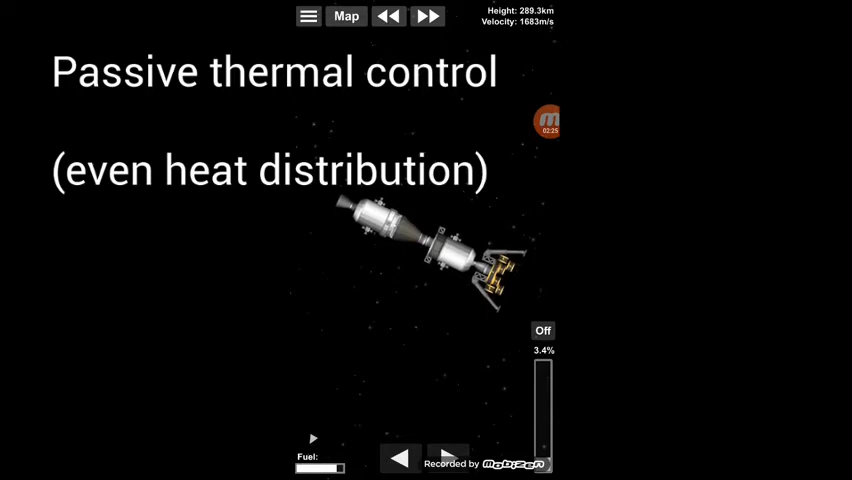 Map
Height: 289.3km
Velocity: 1683m/s
Passive thermal control
(even heat distribution)
02:25
Off
3.4%
Fuel:
Recorded by mobizen